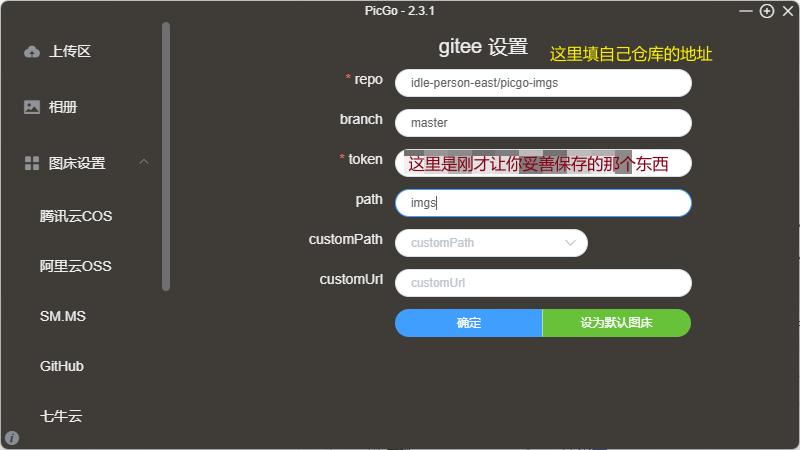 PicGo - 2.3.1
上传区
相册
图床设置
腾讯云COS
阿里云OSS
SM.MS
GitHub
七牛云
gitee 设置
这里填自己仓库的地址
* repo
idle-person-east/picgo-imgs
branch
master
* token
这里是刚才让你妥善保存的那个东西
path
imgs
customPath
customPath
customUrl
customUrl
确定
设为默认图床